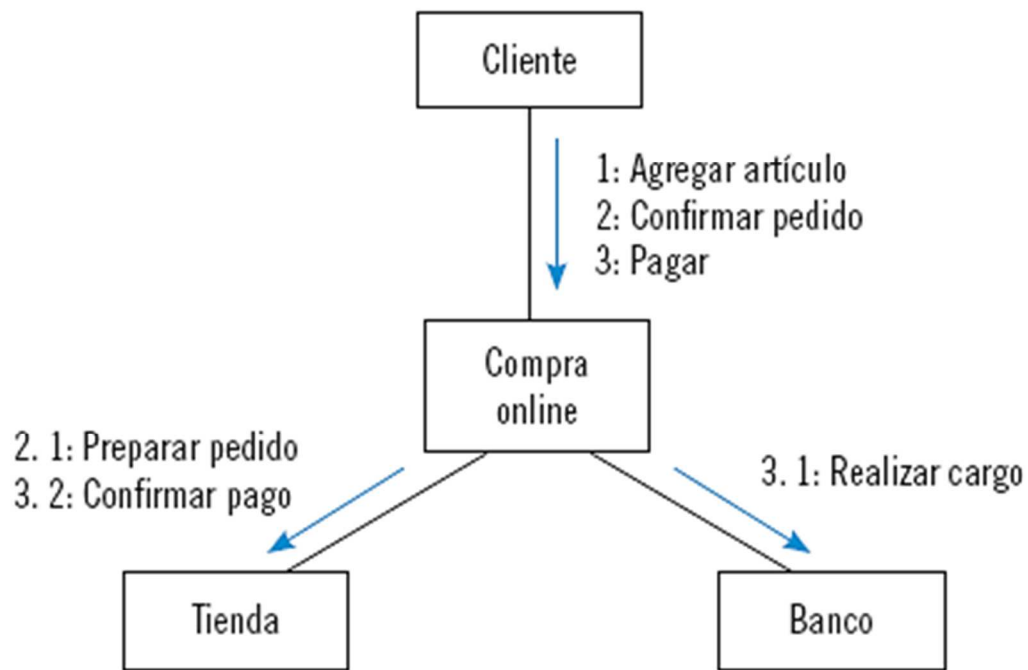 Cliente
1: Agregar artículo
2: Confirmar pedido
3: Pagar
Compra
online
2. 1: Preparar pedido
3. 2: Confirmar pago
3. 1: Realizar cargo
Tienda
Banco